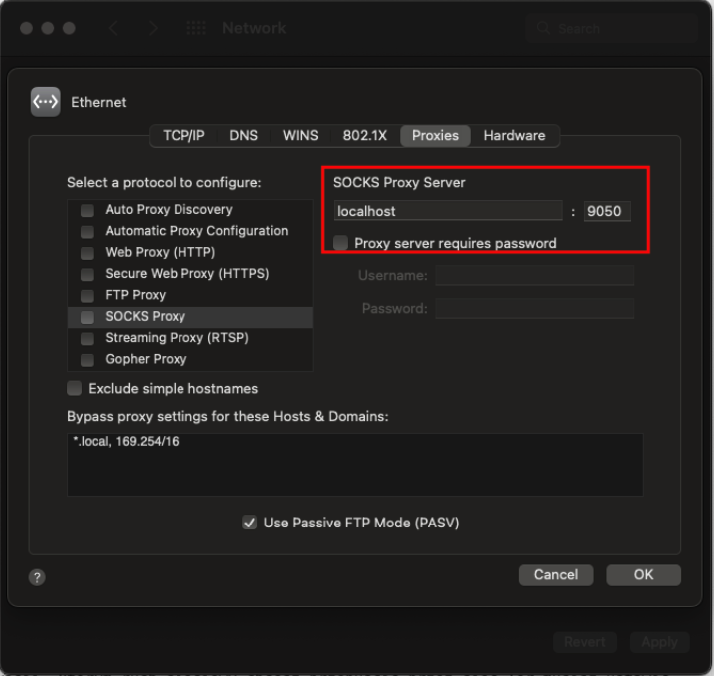 Network
Search
Ethernet
TCP/IP DNS WINS 802.1X Proxies Hardware
Select a protocol to configure:
Auto Proxy Discovery
Automatic Proxy Configuration
Web Proxy (HTTP)
Secure Web Proxy (HTTPS)
FTP Proxy
SOCKS Proxy
Streaming Proxy (RTSP)
Gopher Proxy
SOCKS Proxy Server
localhost : 9050
Proxy server requires password
Username:
Password:
Exclude simple hostnames
Bypass proxy settings for these Hosts & Domains:
*.local, 169.254/16
Use Passive FTP Mode (PASV)
?
Cancel OK
Revert Apply